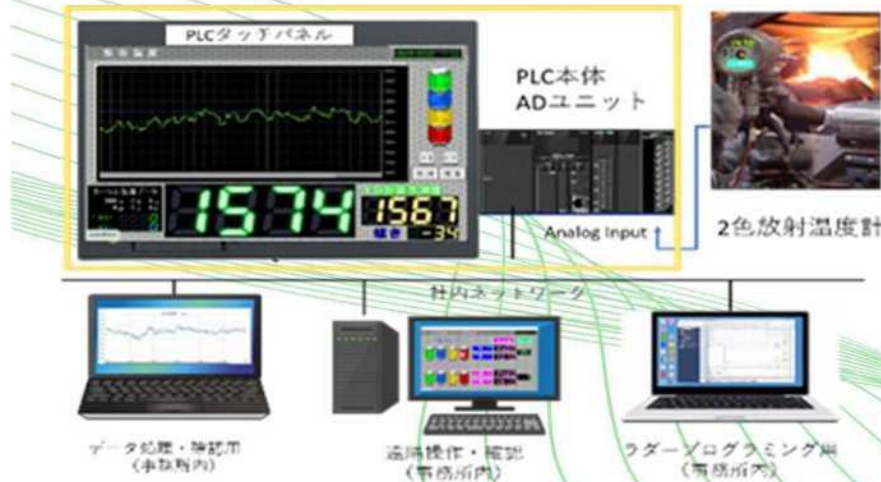 PLCタッチパネル
PLC本体
ADユニット
1574
1567
傾き
-34
Analog Input
2色放射温度計
社内ネットワーク
データ処理・確認用
(事務所内)
遠隔操作・確認
(事務所内)
ラダープログラミング用
(事務所内)